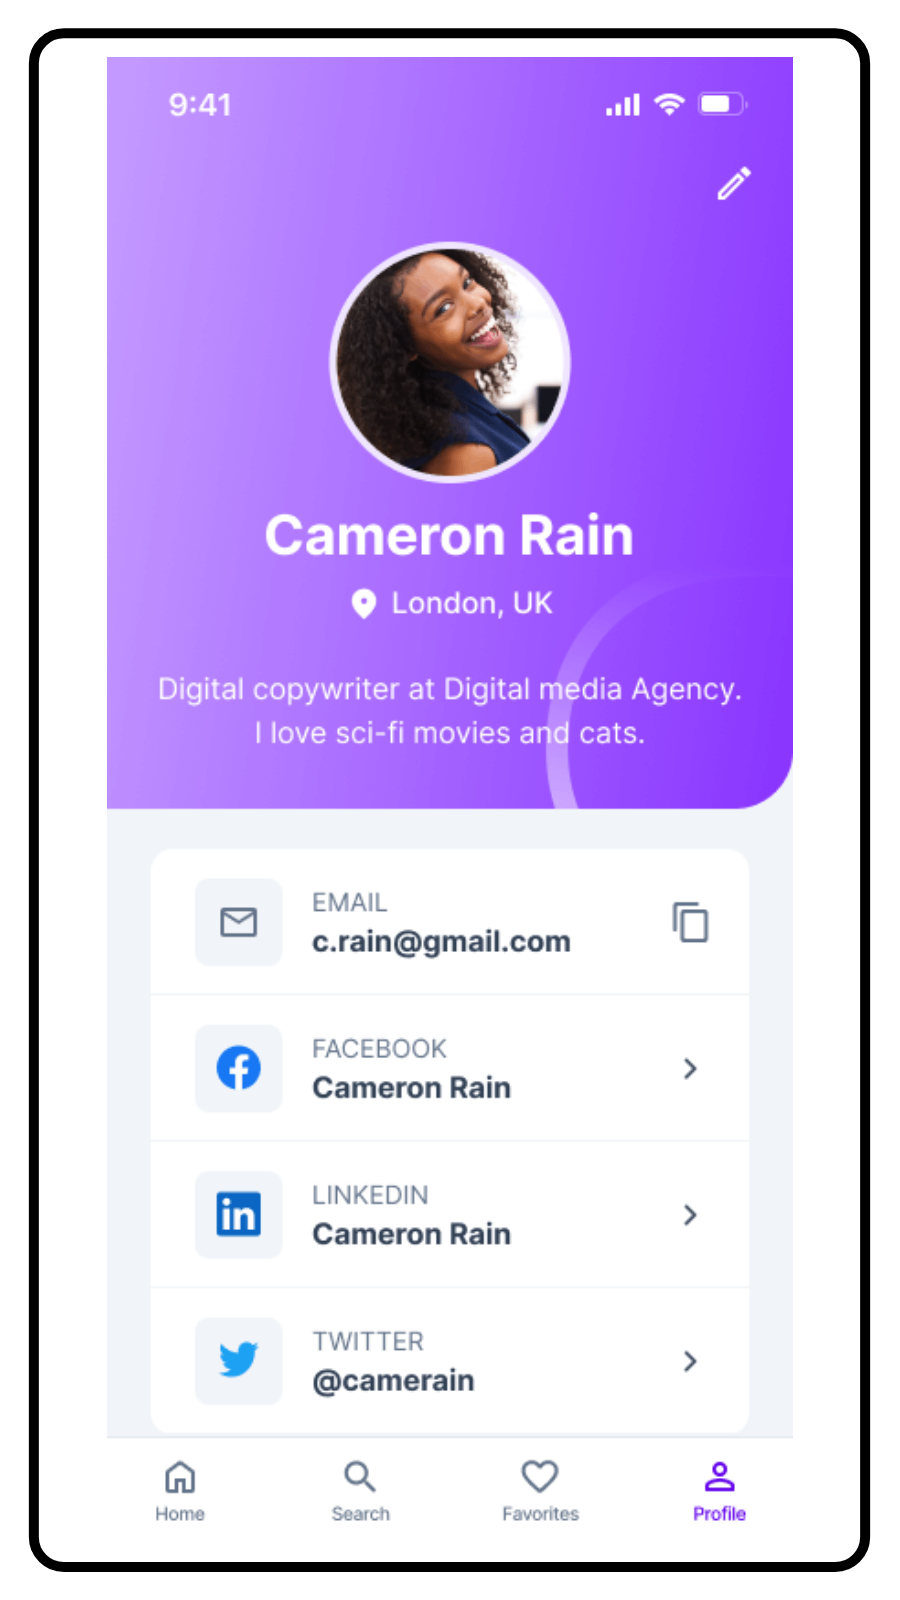 9:41
Cameron Rain
London, UK
Digital copywriter at Digital media Agency.
I love sci-fi movies and cats.
EMAIL
c.rain@gmail.com
FACEBOOK
Cameron Rain
in
LINKEDIN
Cameron Rain
TWITTER
@camerain
Home
Search
Favorites
Profile